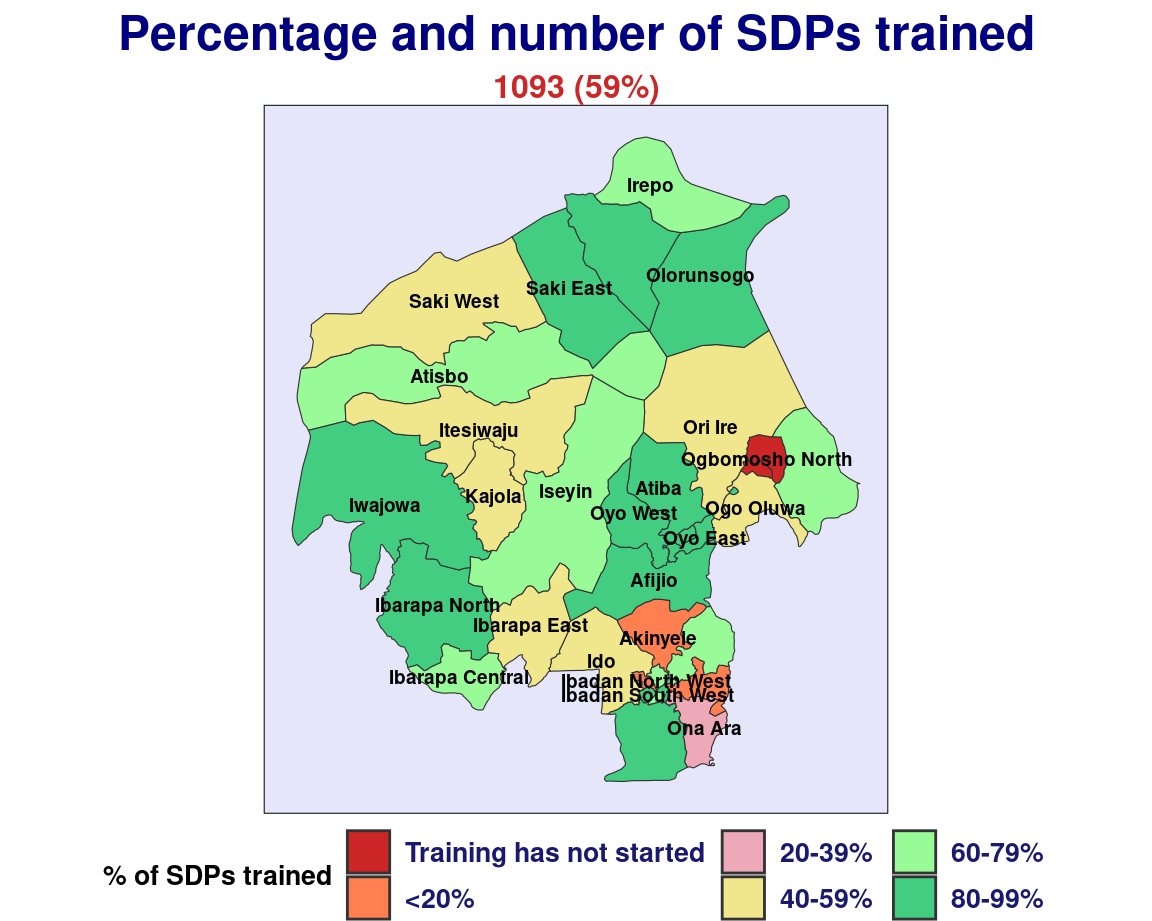 Percentage and number of SDPs trained
1093 (59%)
Irepo
Olorunsogo
Saki East
Saki West
Atisbo
Ori Ire
Itesiwaju
Ogbomosho North
Atiba
Iseyin
Kajola
Iwajowa
Ogo Oluwa
Oyo West
Oyo East
Afijio
Ibarapa North
Ibarapa East
Akinyele
Ido
Ibarapa Central
Ibadan North West
Ibadan South West
Ona Ara
% of SDPs trained
Training has not started
<20%
20-39%
40-59%
60-79%
80-99%